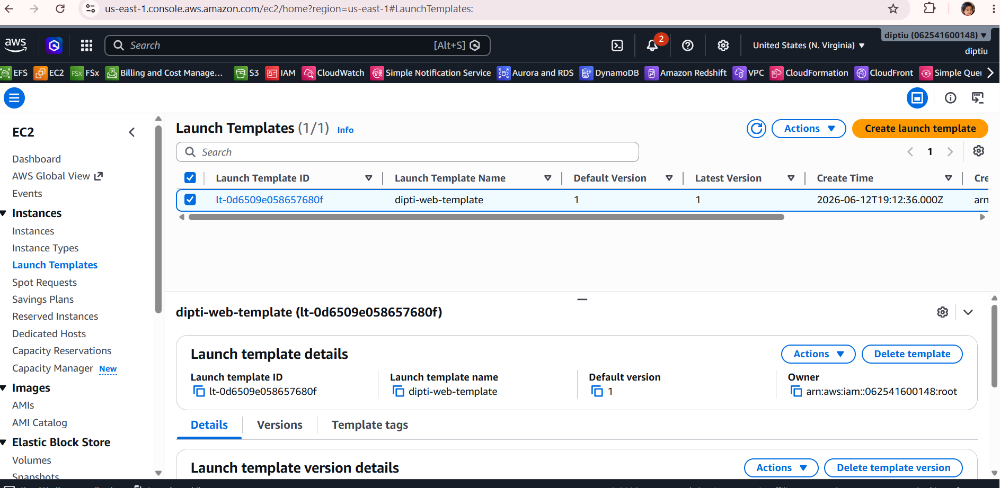 us-east-1.console.aws.amazon.com/ec2/home?region=us-east-1#LaunchTemplates:
aws
Search
[Alt+S]
2
United States (N. Virginia)
diptiu (062541600148)
diptiu
EFS
EC2
FSx FSx
Billing and Cost Manage...
S3
IAM
CloudWatch
Simple Notification Service
Aurora and RDS
DynamoDB
Amazon Redshift
VPC
CloudFormation
CloudFront
Simple Que
EC2
Dashboard
AWS Global View
Events
Instances
Instances
Instance Types
Launch Templates
Spot Requests
Savings Plans
Reserved Instances
Dedicated Hosts
Capacity Reservations
Capacity Manager New
Images
AMIs
AMI Catalog
Elastic Block Store
Volumes
Snapshots
Launch Templates (1/1) Info
Actions
Create launch template
Search
1
Launch Template ID
Launch Template Name
Default Version
Latest Version
Create Time
Cre
lt-0d6509e058657680f
dipti-web-template
1
1
2026-06-12T19:12:36.000Z
arn
dipti-web-template (lt-0d6509e058657680f)
Launch template details
Actions
Delete template
Launch template ID
lt-0d6509e058657680f
Launch template name
dipti-web-template
Default version
1
Owner
arn:aws:iam::062541600148:root
Details
Versions
Template tags
Launch template version details
Actions
Delete template version